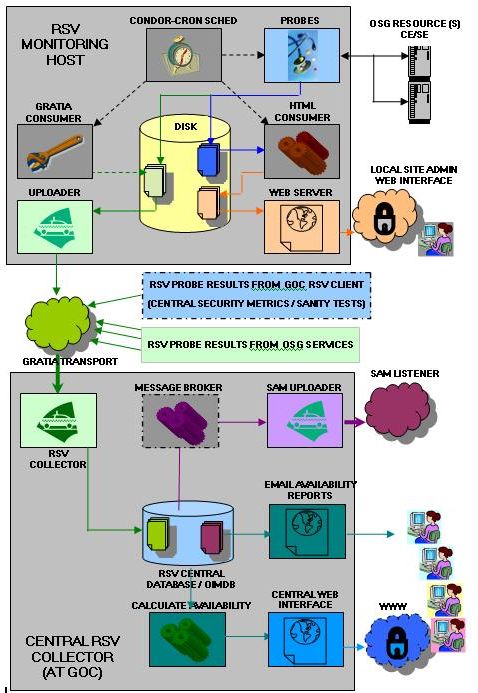 RSV
MONITORING
HOST
CONDOR-CRON SCHED
PROBES
OSG RESOURCE (S)
CE/SE
GRATIA
CONSUMER
DISK
HTML
CONSUMER
UPLOADER
WEB SERVER
LOCAL SITE ADMIN
WEB INTERFACE
RSV PROBE RESULTS FROM GOC RSV CLIENT
(CENTRAL SECURITY METRICS / SANITY TESTS)
RSV PROBE RESULTS FROM OSG SERVICES
GRATIA TRANSPORT
MESSAGE BROKER
SAM UPLOADER
SAM LISTENER
RSV
COLLECTOR
EMAIL AVAILABILITY
REPORTS
RSV CENTRAL
DATABASE / OIMDB
CALCULATE AVAILABILITY
CENTRAL WEB
INTERFACE
WWW
CENTRAL RSV
COLLECTOR
(AT GOC)